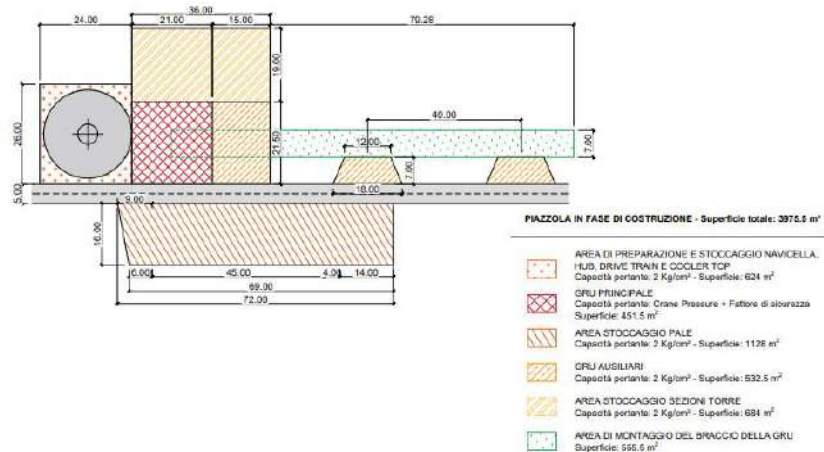 36.00
24.00
21.00
15.00
79.28
19.00
40.00
26.00
21.50
12.00
7.00
7.00
18.00
5.00
9.00
16.00
6.00
45.00
4.00
14.00
69.00
72.00
PIAZZOLA IN FASE DI COSTRUZIONE - Superficie totale: 3975.5 m²
AREA DI PREPARAZIONE E STOCCAGGIO NAVICELLA,
HUB, DRIVE TRAIN E COOLER TOP
Capacità portante: 2 Kg/cm² - Superficie: 624 m²
GRU PRINCIPALE
Capacità portante: Crane Pressure + Fattore di sicurezza
Superficie: 451.5 m²
AREA STOCCAGGIO PALE
Capacità portante: 2 Kg/cm² - Superficie: 1128 m²
GRU AUSILIARI
Capacità portante: 2 Kg/cm² - Superficie: 532.5 m²
AREA STOCCAGGIO SEZIONI TORRE
Capacità portante: 2 Kg/cm² - Superficie: 684 m²
AREA DI MONTAGGIO DEL BRACCIO DELLA GRU
Superficie: 555.5 m²